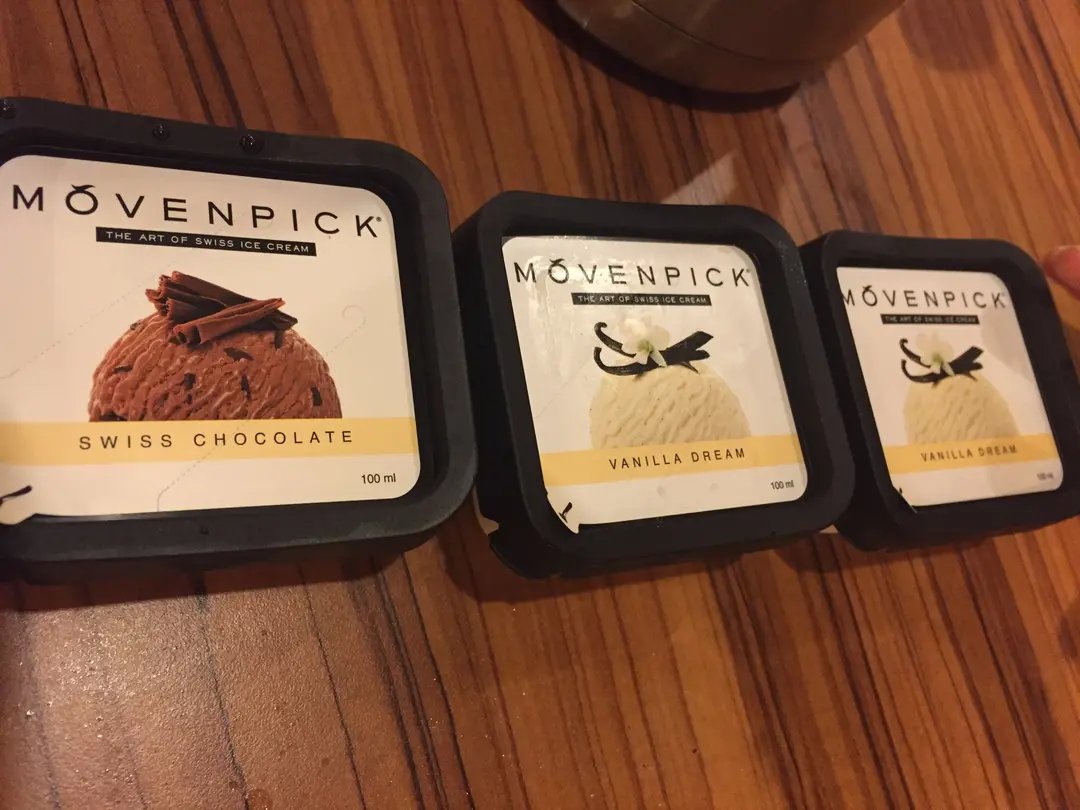 MÖVENPICK®
THE ART OF SWISS ICE CREAM
SWISS CHOCOLATE
100 ml
MÖVENPICK®
THE ART OF SWISS ICE CREAM
VANILLA DREAM
100 ml
MÖVENPICK®
THE ART OF SWISS ICE CREAM
VANILLA DREAM
100 ml